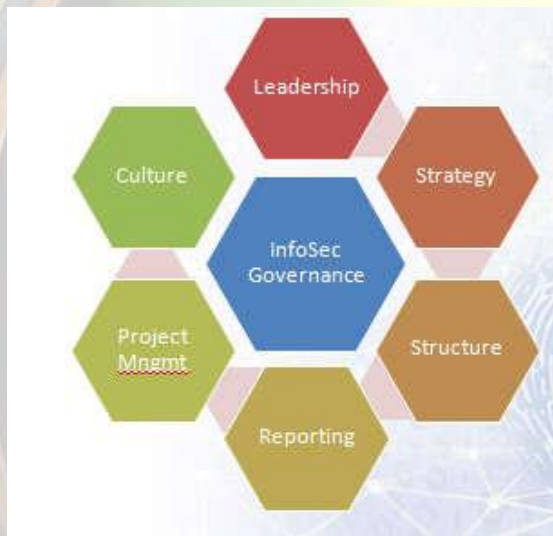 Leadership
Strategy
Structure
Reporting
Project
Mngmt
Culture
InfoSec
Governance